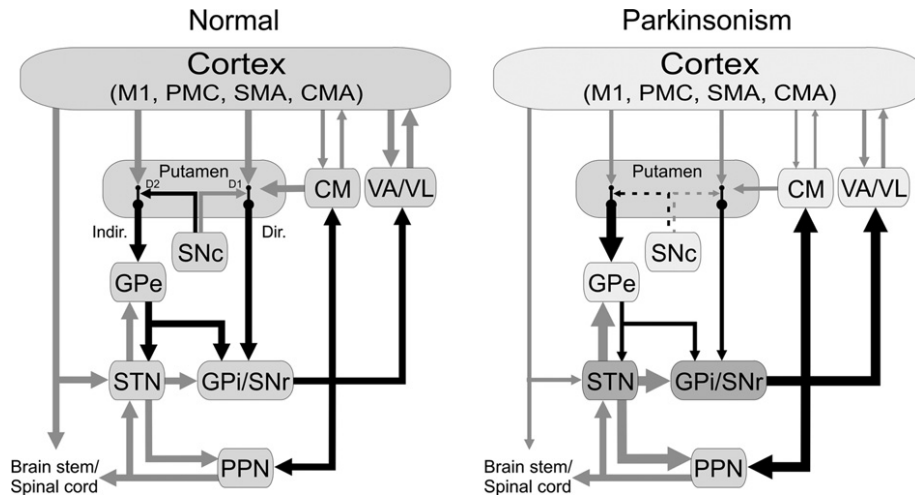 Normal
Cortex
(M1, PMC, SMA, CMA)
Putamen
D2
D1
CM
VA/VL
Indir.
SNc
Dir.
GPe
STN
GPi/SNr
Brain stem/
Spinal cord
PPN
Parkinsonism
Cortex
(M1, PMC, SMA, CMA)
Putamen
CM
VA/VL
SNc
GPe
STN
GPi/SNr
Brain stem/
Spinal cord
PPN